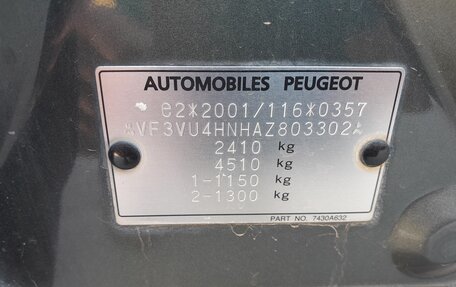 AUTOMOBILES PEUGEOT
e2*2001/116*0357
*VF3VU4HNHAZ803302*
2410 kg
4510 kg
1-1150 kg
2-1300 kg
PART NO. 7430A632